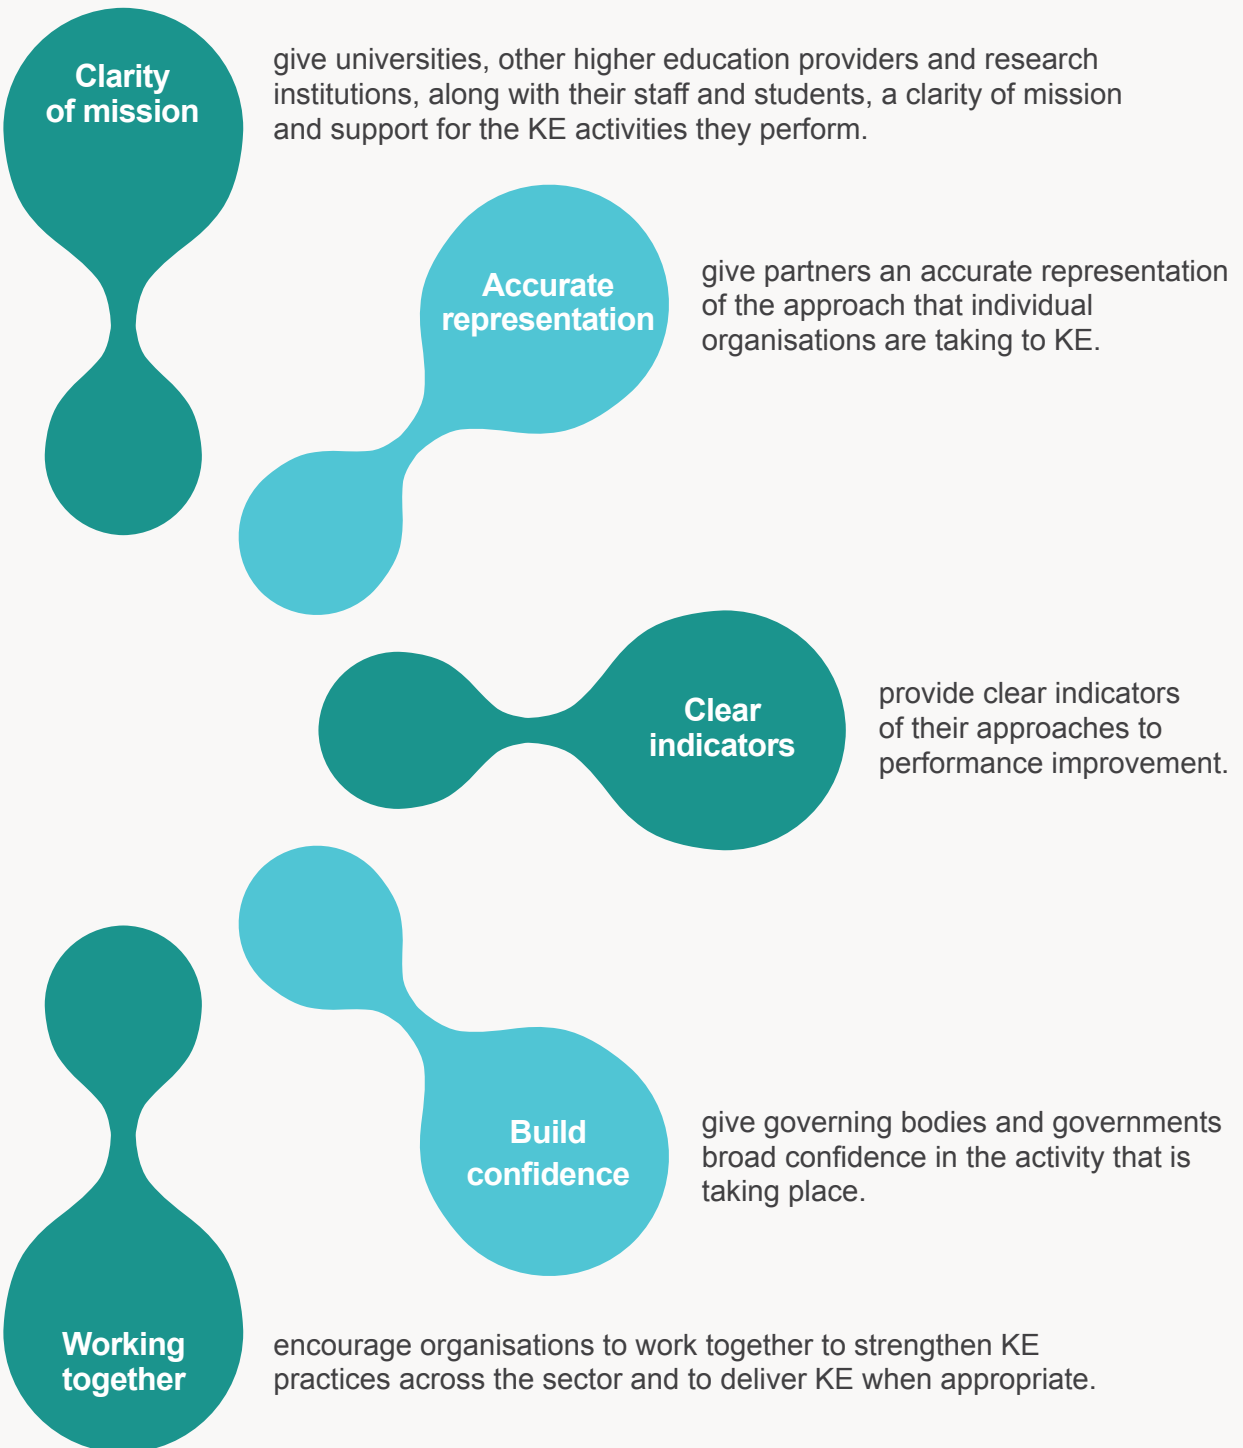 Clarity
of mission
give universities, other higher education providers and research
institutions, along with their staff and students, a clarity of mission
and support for the KE activities they perform.
Accurate
representation
give partners an accurate representation
of the approach that individual
organisations are taking to KE.
Clear
indicators
provide clear indicators
of their approaches to
performance improvement.
Build
confidence
give governing bodies and governments
broad confidence in the activity that is
taking place.
Working
together
encourage organisations to work together to strengthen KE
practices across the sector and to deliver KE when appropriate.